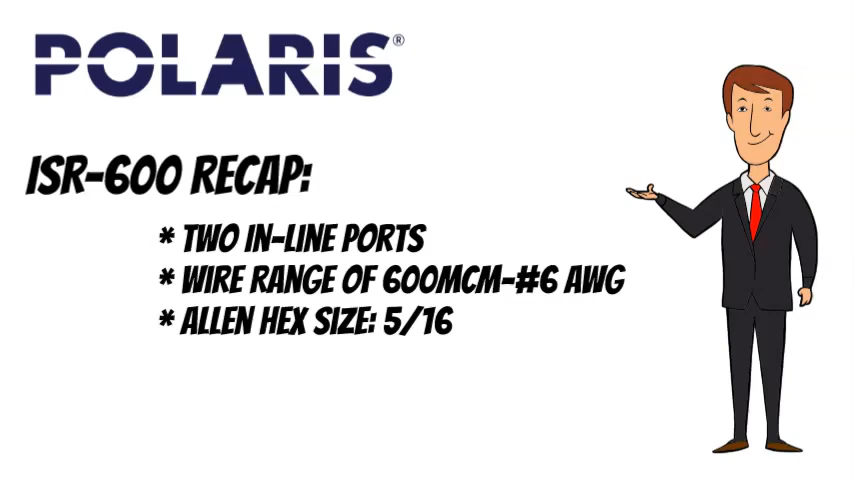 POLARIS®
ISR-600 RECAP:
* TWO IN-LINE PORTS
* WIRE RANGE OF 600MCM-#6 AWG
* ALLEN HEX SIZE: 5/16